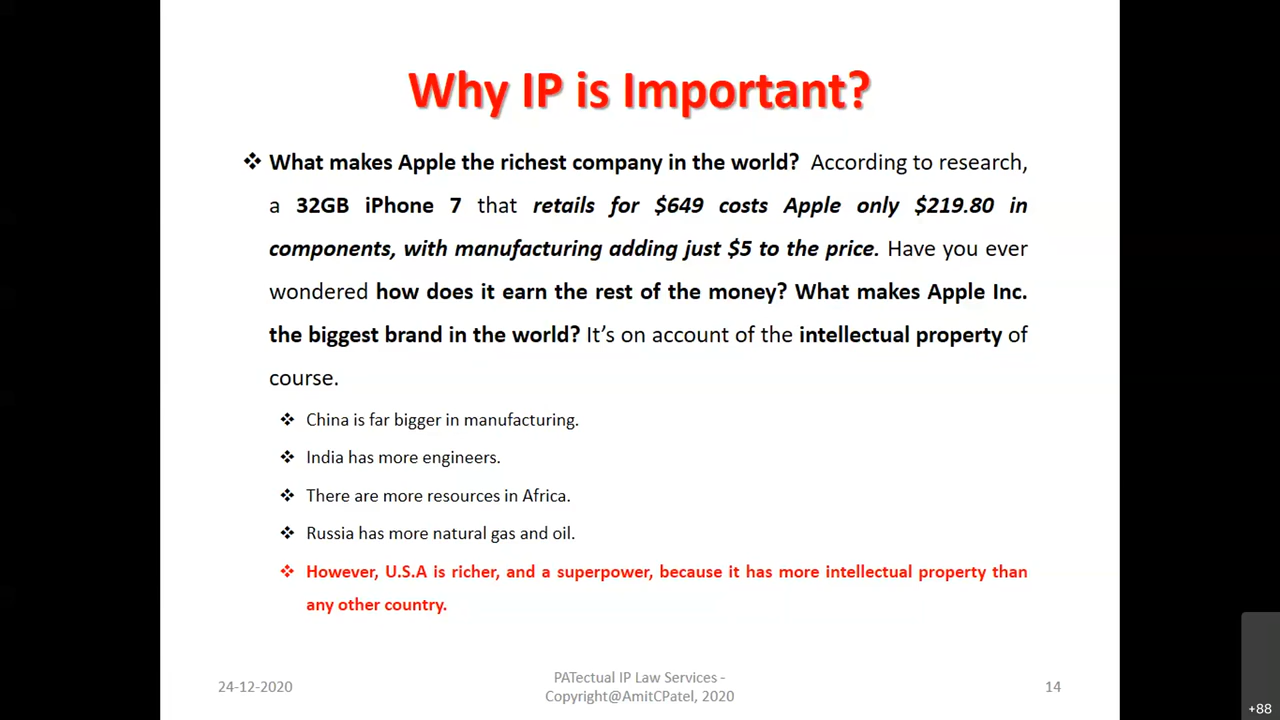 Why IP is Important?
❖ What makes Apple the richest company in the world? According to research,
a 32GB iPhone 7 that retails for $649 costs Apple only $219.80 in
components, with manufacturing adding just $5 to the price. Have you ever
wondered how does it earn the rest of the money? What makes Apple Inc.
the biggest brand in the world? It’s on account of the intellectual property of
course.
❖ China is far bigger in manufacturing.
❖ India has more engineers.
❖ There are more resources in Africa.
❖ Russia has more natural gas and oil.
❖ However, U.S.A is richer, and a superpower, because it has more intellectual property than
any other country.
24-12-2020
PATectual IP Law Services -
Copyright@AmitCPatel, 2020
14
+88